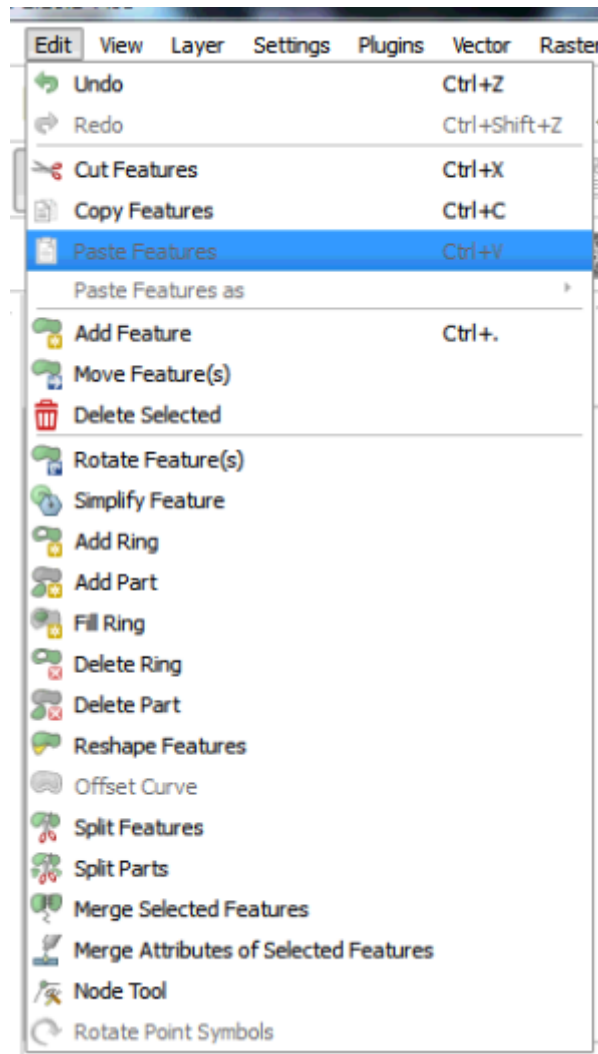 Edit View Layer Settings Plugins Vector Raster
Undo Ctrl+Z
Redo Ctrl+Shift+Z
Cut Features Ctrl+X
Copy Features Ctrl+C
Paste Features Ctrl+V
Paste Features as
Add Feature Ctrl+.
Move Feature(s)
Delete Selected
Rotate Feature(s)
Simplify Feature
Add Ring
Add Part
Fill Ring
Delete Ring
Delete Part
Reshape Features
Offset Curve
Split Features
Split Parts
Merge Selected Features
Merge Attributes of Selected Features
Node Tool
Rotate Point Symbols